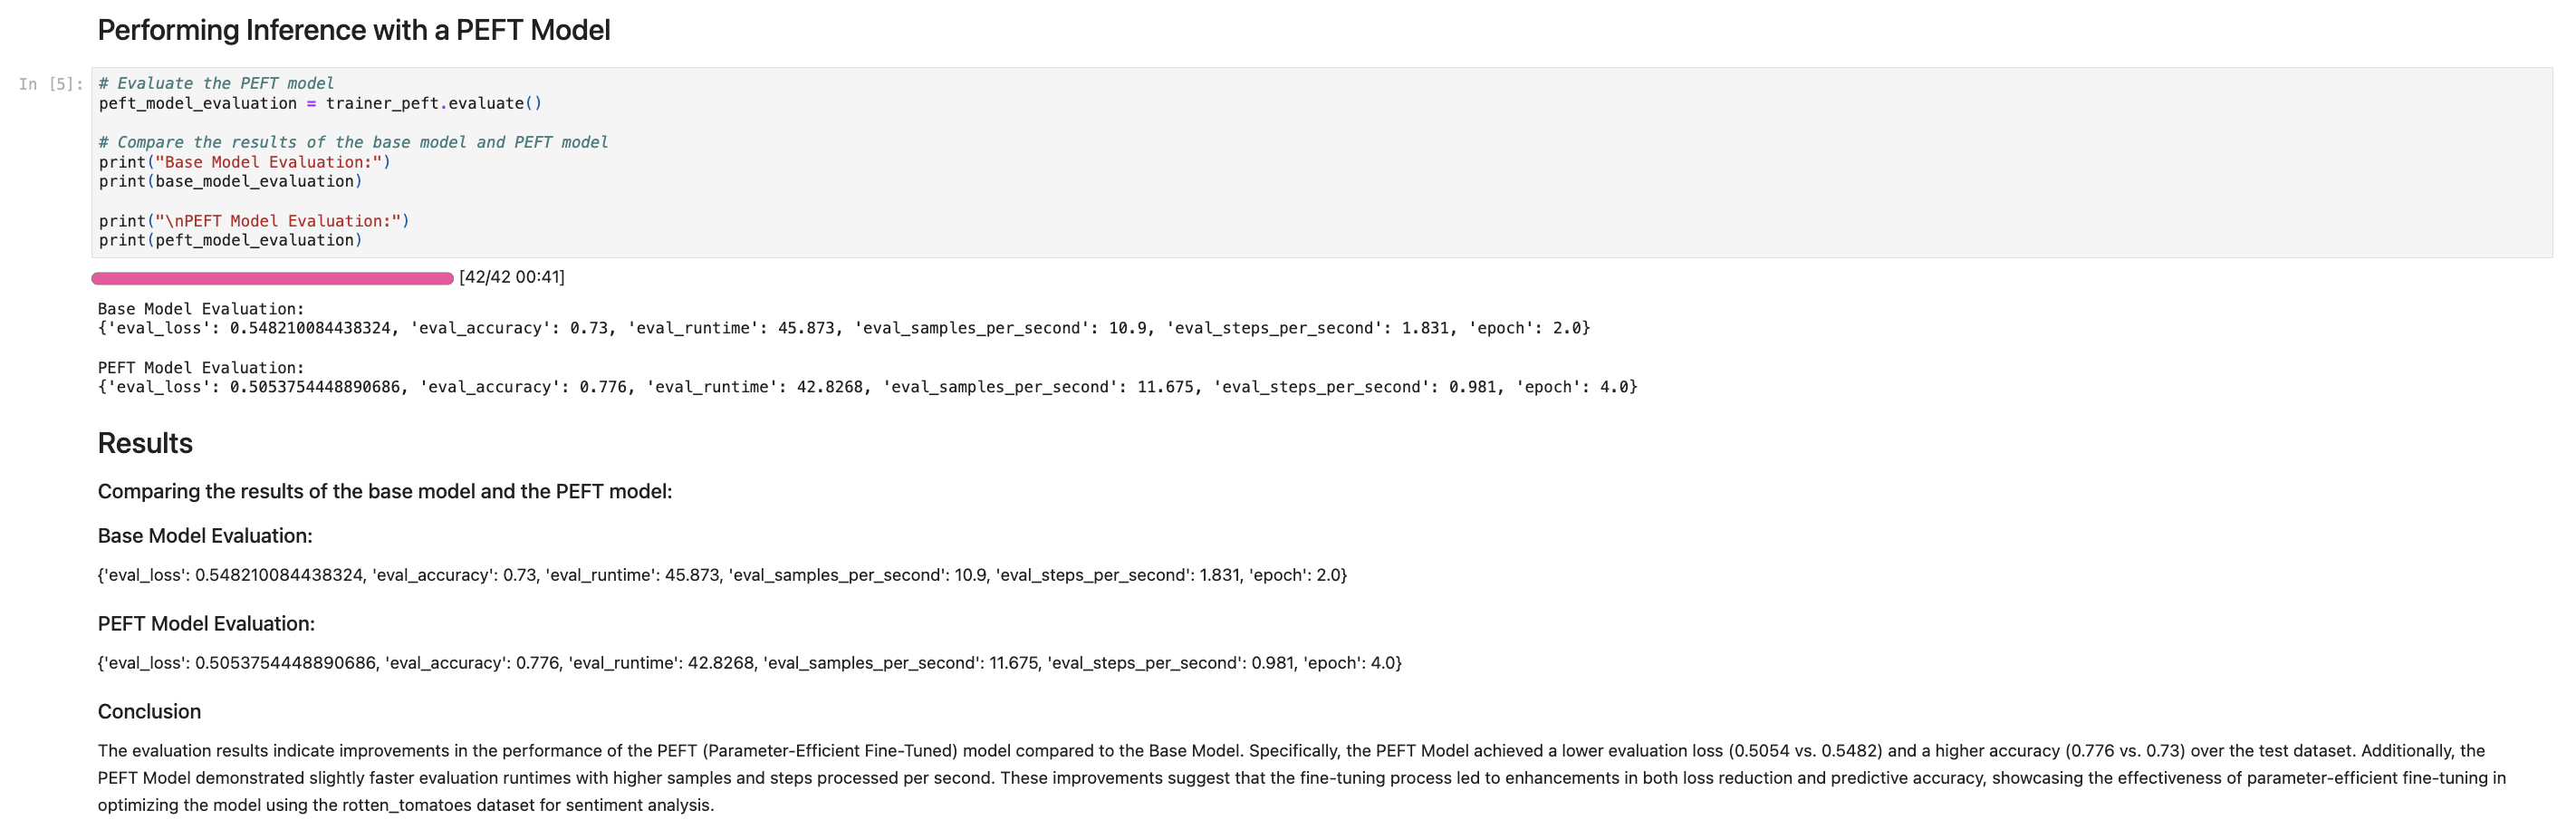 Performing Inference with a PEFT Model
In [5]:
# Evaluate the PEFT model
peft_model_evaluation = trainer_peft.evaluate()
# Compare the results of the base model and PEFT model
print("Base Model Evaluation:")
print(base_model_evaluation)
print("\nPEFT Model Evaluation:")
print(peft_model_evaluation)
[42/42 00:41]
Base Model Evaluation:
{'eval_loss': 0.548210084438324, 'eval_accuracy': 0.73, 'eval_runtime': 45.873, 'eval_samples_per_second': 10.9, 'eval_steps_per_second': 1.831, 'epoch': 2.0}
PEFT Model Evaluation:
{'eval_loss': 0.5053754448890686, 'eval_accuracy': 0.776, 'eval_runtime': 42.8268, 'eval_samples_per_second': 11.675, 'eval_steps_per_second': 0.981, 'epoch': 4.0}
Results
Comparing the results of the base model and the PEFT model:
Base Model Evaluation:
{'eval_loss': 0.548210084438324, 'eval_accuracy': 0.73, 'eval_runtime': 45.873, 'eval_samples_per_second': 10.9, 'eval_steps_per_second': 1.831, 'epoch': 2.0}
PEFT Model Evaluation:
{'eval_loss': 0.5053754448890686, 'eval_accuracy': 0.776, 'eval_runtime': 42.8268, 'eval_samples_per_second': 11.675, 'eval_steps_per_second': 0.981, 'epoch': 4.0}
Conclusion
The evaluation results indicate improvements in the performance of the PEFT (Parameter-Efficient Fine-Tuned) model compared to the Base Model. Specifically, the PEFT Model achieved a lower evaluation loss (0.5054 vs. 0.5482) and a higher accuracy (0.776 vs. 0.73) over the test dataset. Additionally, the
PEFT Model demonstrated slightly faster evaluation runtimes with higher samples and steps processed per second. These improvements suggest that the fine-tuning process led to enhancements in both loss reduction and predictive accuracy, showcasing the effectiveness of parameter-efficient fine-tuning in
optimizing the model using the rotten_tomatoes dataset for sentiment analysis.